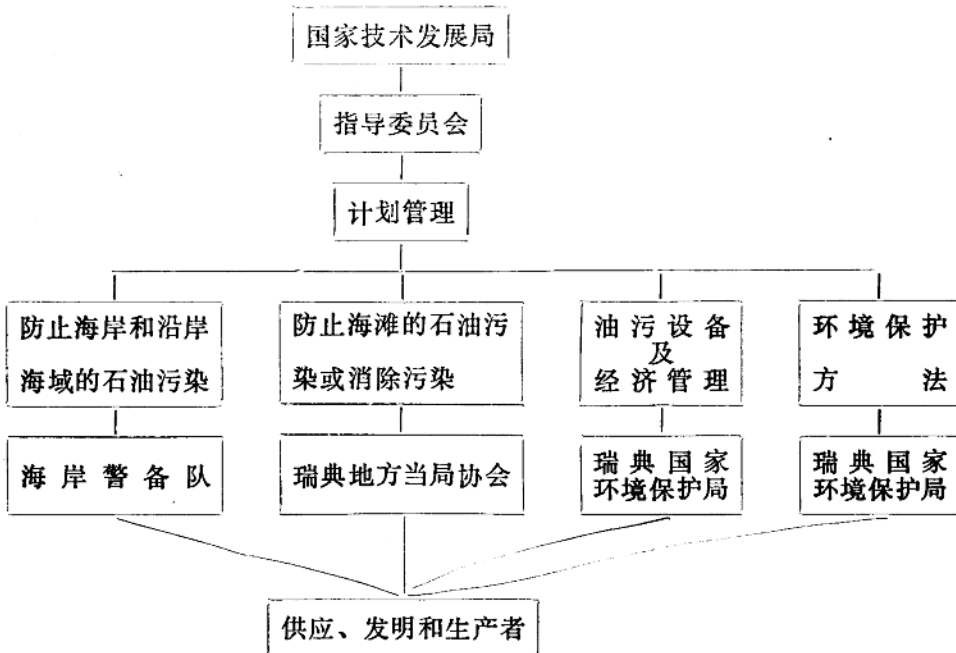 国家技术发展局
指导委员会
计划管理
防止海岸和沿岸
海域的石油污染
防止海滩的石油污
染或消除污染
油污设备
及
经济管理
环境保护
方法
海岸警备队
瑞典地方当局协会
瑞典国家
环境保护局
瑞典国家
环境保护局
供应、发明和生产者